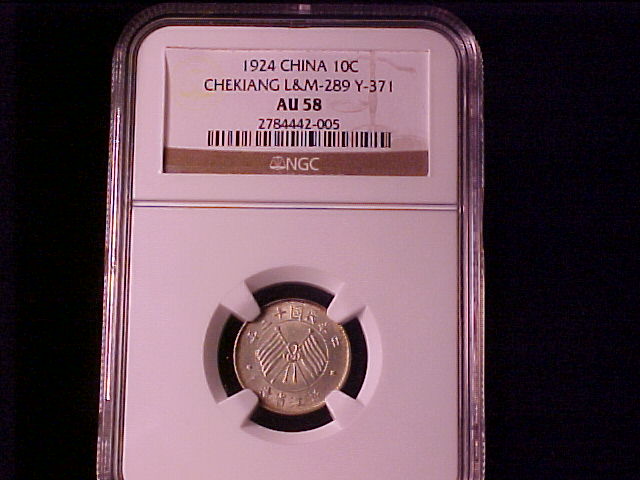 1924 CHINA 10C
CHEKIANG L&M-289 Y-371
AU 58
2784442-005
NGC